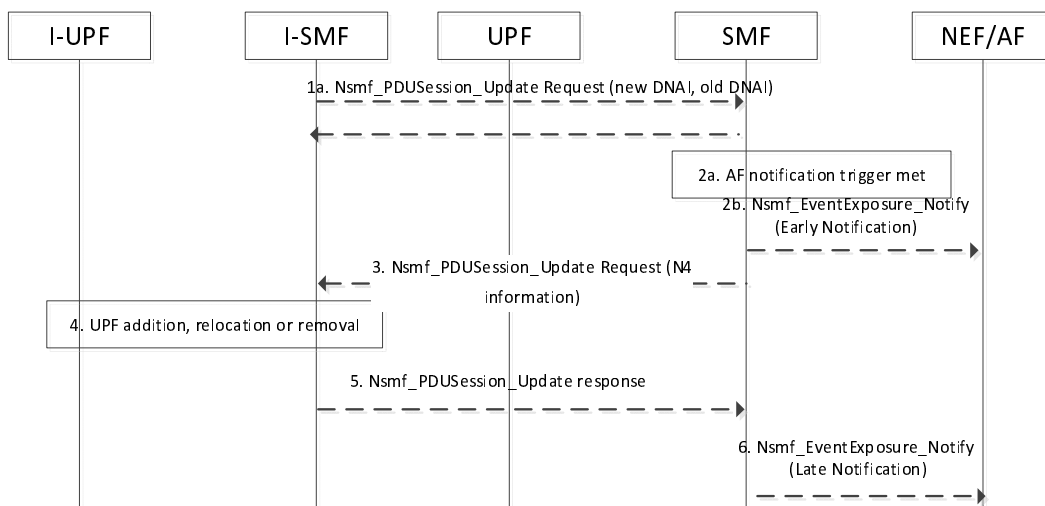 I-UPF
I-SMF
UPF
SMF
NEF/AF
1a. Nsmf_PDUSession_Update Request (new DNAI, old DNAI)
2a. AF notification trigger met
2b. Nsmf_EventExposure_Notify
(Early Notification)
3. Nsmf_PDUSession_Update Request (N4
information)
4. UPF addition, relocation or removal
5. Nsmf_PDUSession_Update response
6. Nsmf_EventExposure_Notify
(Late Notification)